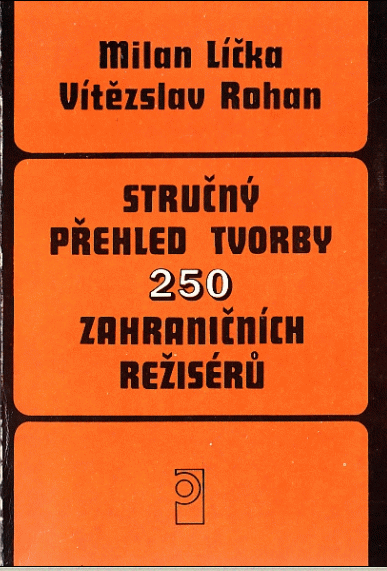 Milan Líčka
Vítězslav Rohan
STRUČNÝ
PŘEHLED TVORBY
250
ZAHRANIČNÍCH
REŽISÉRŮ